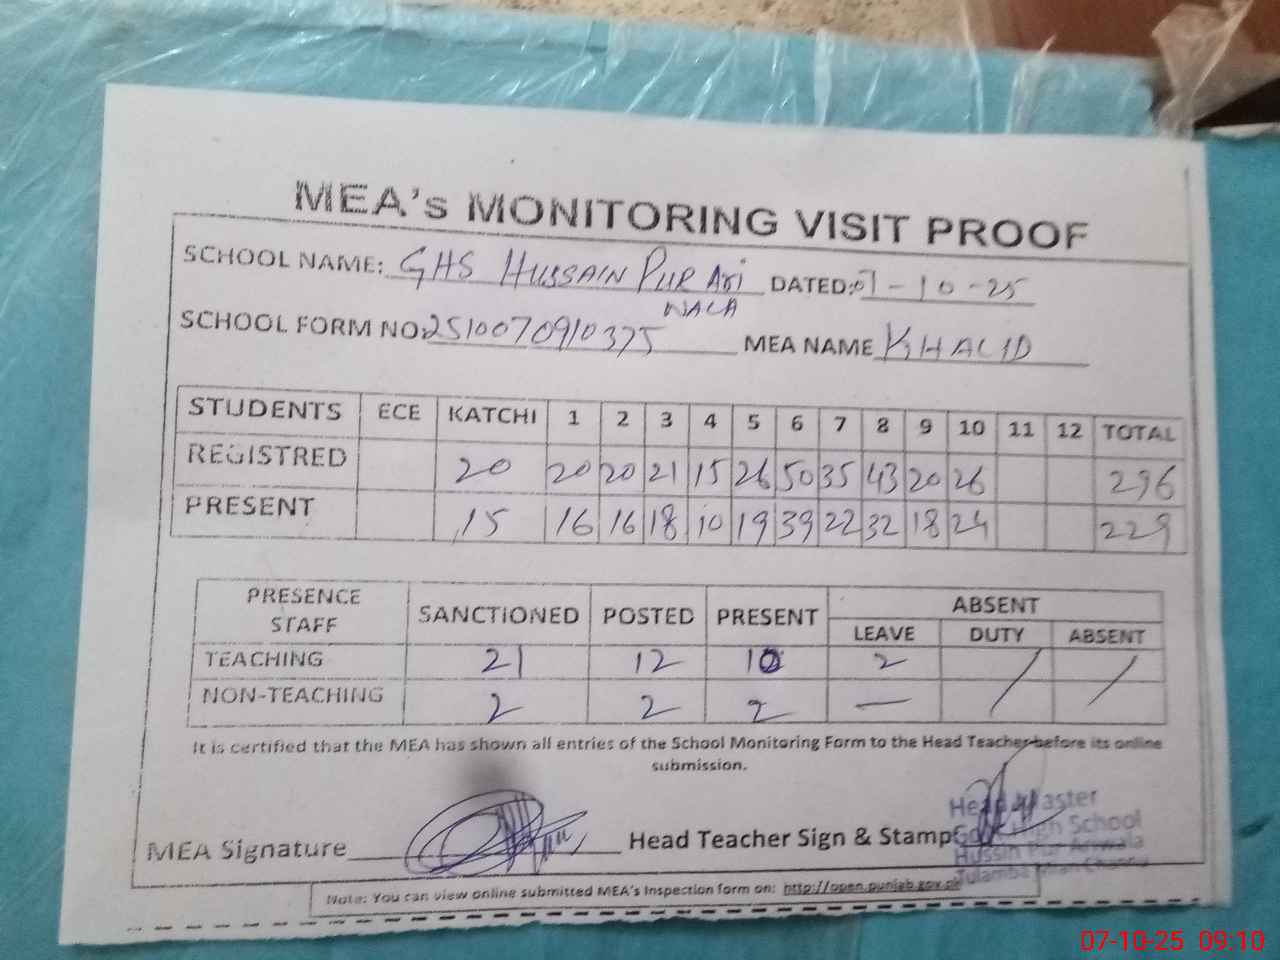 MEA's MONITORING VISIT PROOF
SCHOOL NAME: GHS HUSSAIN PUR Ari WALA DATED: 07-10-25
SCHOOL FORM NO: 2510070910375 MEA NAME KHALID
STUDENTS ECE KATCHI 1 2 3 4 5 6 7 8 9 10 11 12 TOTAL
REGISTRED 20 20 20 21 15 26 50 35 43 20 26 296
PRESENT 15 16 16 18 10 19 39 22 32 18 24 229
PRESENCE STAFF SANCTIONED POSTED PRESENT ABSENT
LEAVE DUTY ABSENT
TEACHING 21 12 10 2 / /
NON-TEACHING 2 2 2 —
It is certified that the MEA has shown all entries of the School Monitoring Form to the Head Teacher before its online
submission.
MEA Signature Head Teacher Sign & Stamp
Head Master
Govt High School
Hussin Pur Ariwala
Tulamba
Note: You can view online submitted MEA's Inspection form on: http://open.punjab.gov.pk
07-10-25 09:10